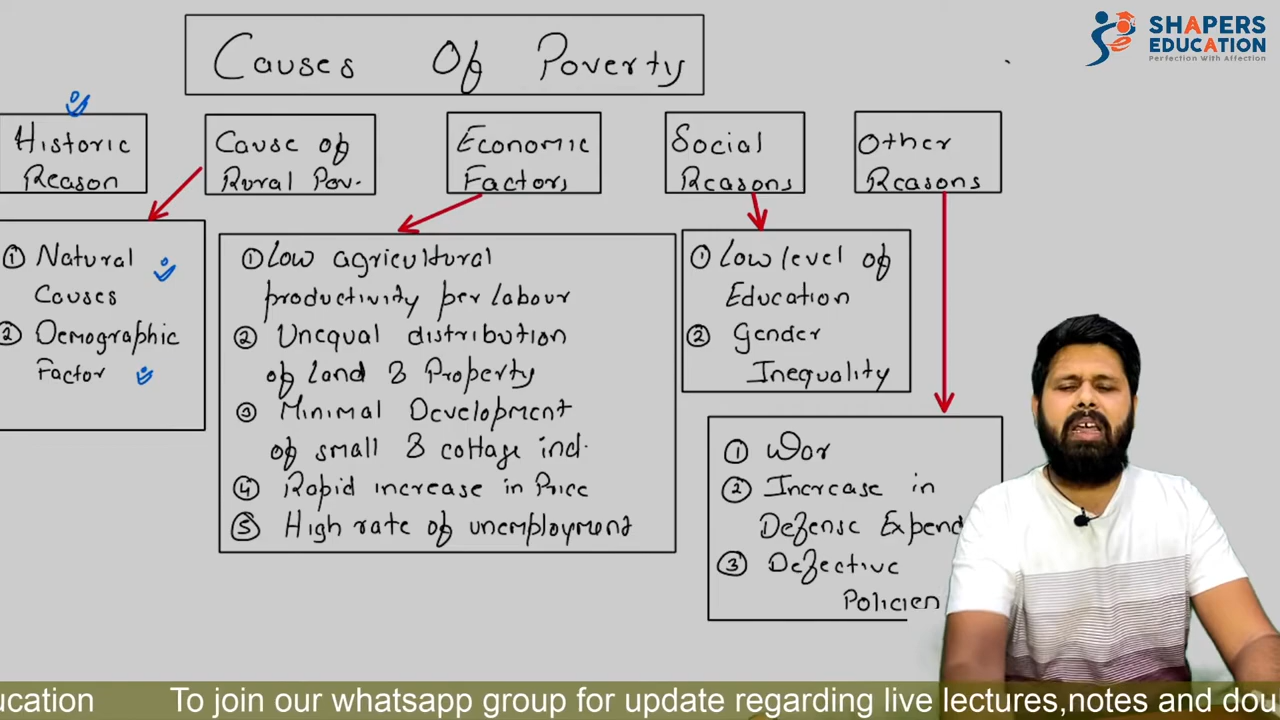 Causes Of Poverty
SHAPERS
EDUCATION
Perfection With Affection
Historic
Reason
Cause of
Rural Pov.
Economic
Factors
Social
Reasons
Other
Reasons
① Natural
Causes
② Demographic
Factor
① Low agricultural
productivity per labour
② Unequal distribution
of land & Property
③ Minimal Development
of small & cottage ind.
④ Rapid increase in Price
⑤ High rate of unemployment
① Low level of
Education
② Gender
Inequality
① War
② Increase in
Defense Expend
③ Defective
Policies
ucation To join our whatsapp group for update regarding live lectures,notes and dou